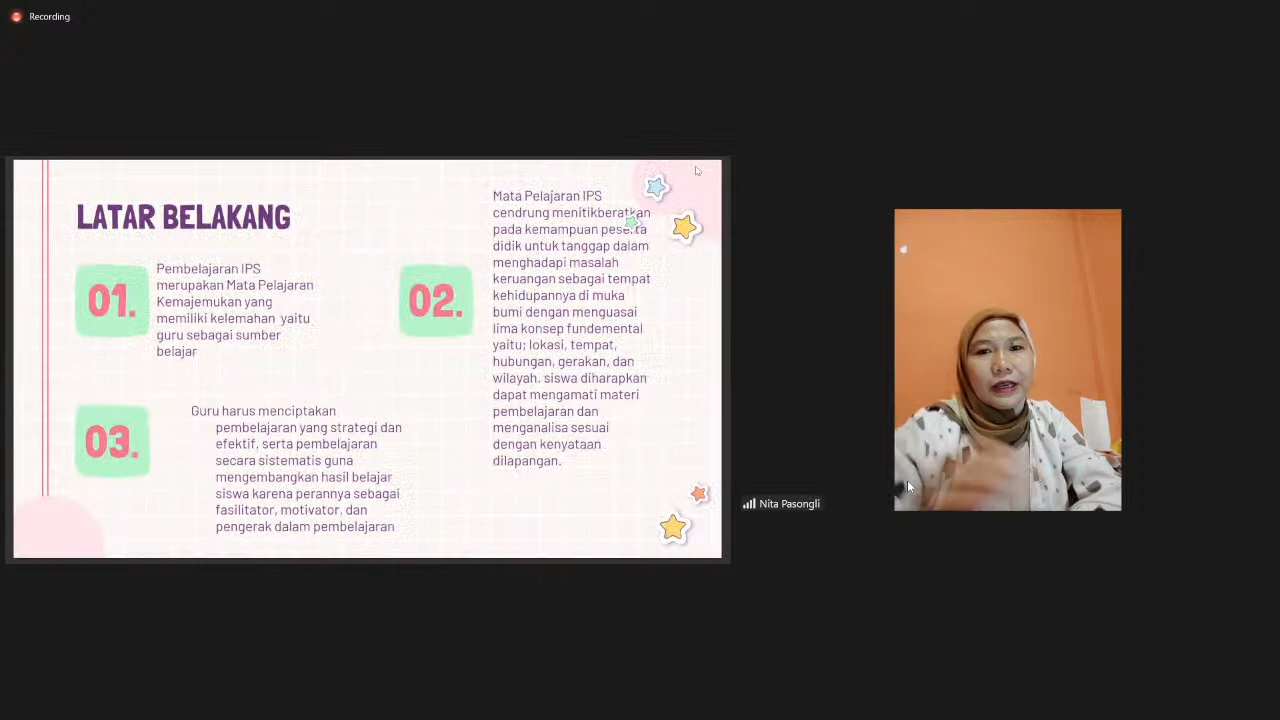 Recording
LATAR BELAKANG
01.
Pembelajaran IPS
merupakan Mata Pelajaran
Kemajemukan yang
memiliki kelemahan yaitu
guru sebagai sumber
belajar
02.
Mata Pelajaran IPS
cendrung menitikberatkan
pada kemampuan peserta
didik untuk tanggap dalam
menghadapi masalah
keruangan sebagai tempat
kehidupannya di muka
bumi dengan menguasai
lima konsep fundemental
yaitu; lokasi, tempat,
hubungan, gerakan, dan
wilayah. siswa diharapkan
dapat mengamati materi
pembelajaran dan
menganalisa sesuai
dengan kenyataan
dilapangan.
03.
Guru harus menciptakan
pembelajaran yang strategi dan
efektif, serta pembelajaran
secara sistematis guna
mengembangkan hasil belajar
siswa karena perannya sebagai
fasilitator, motivator, dan
pengerak dalam pembelajaran
Nita Pasongli